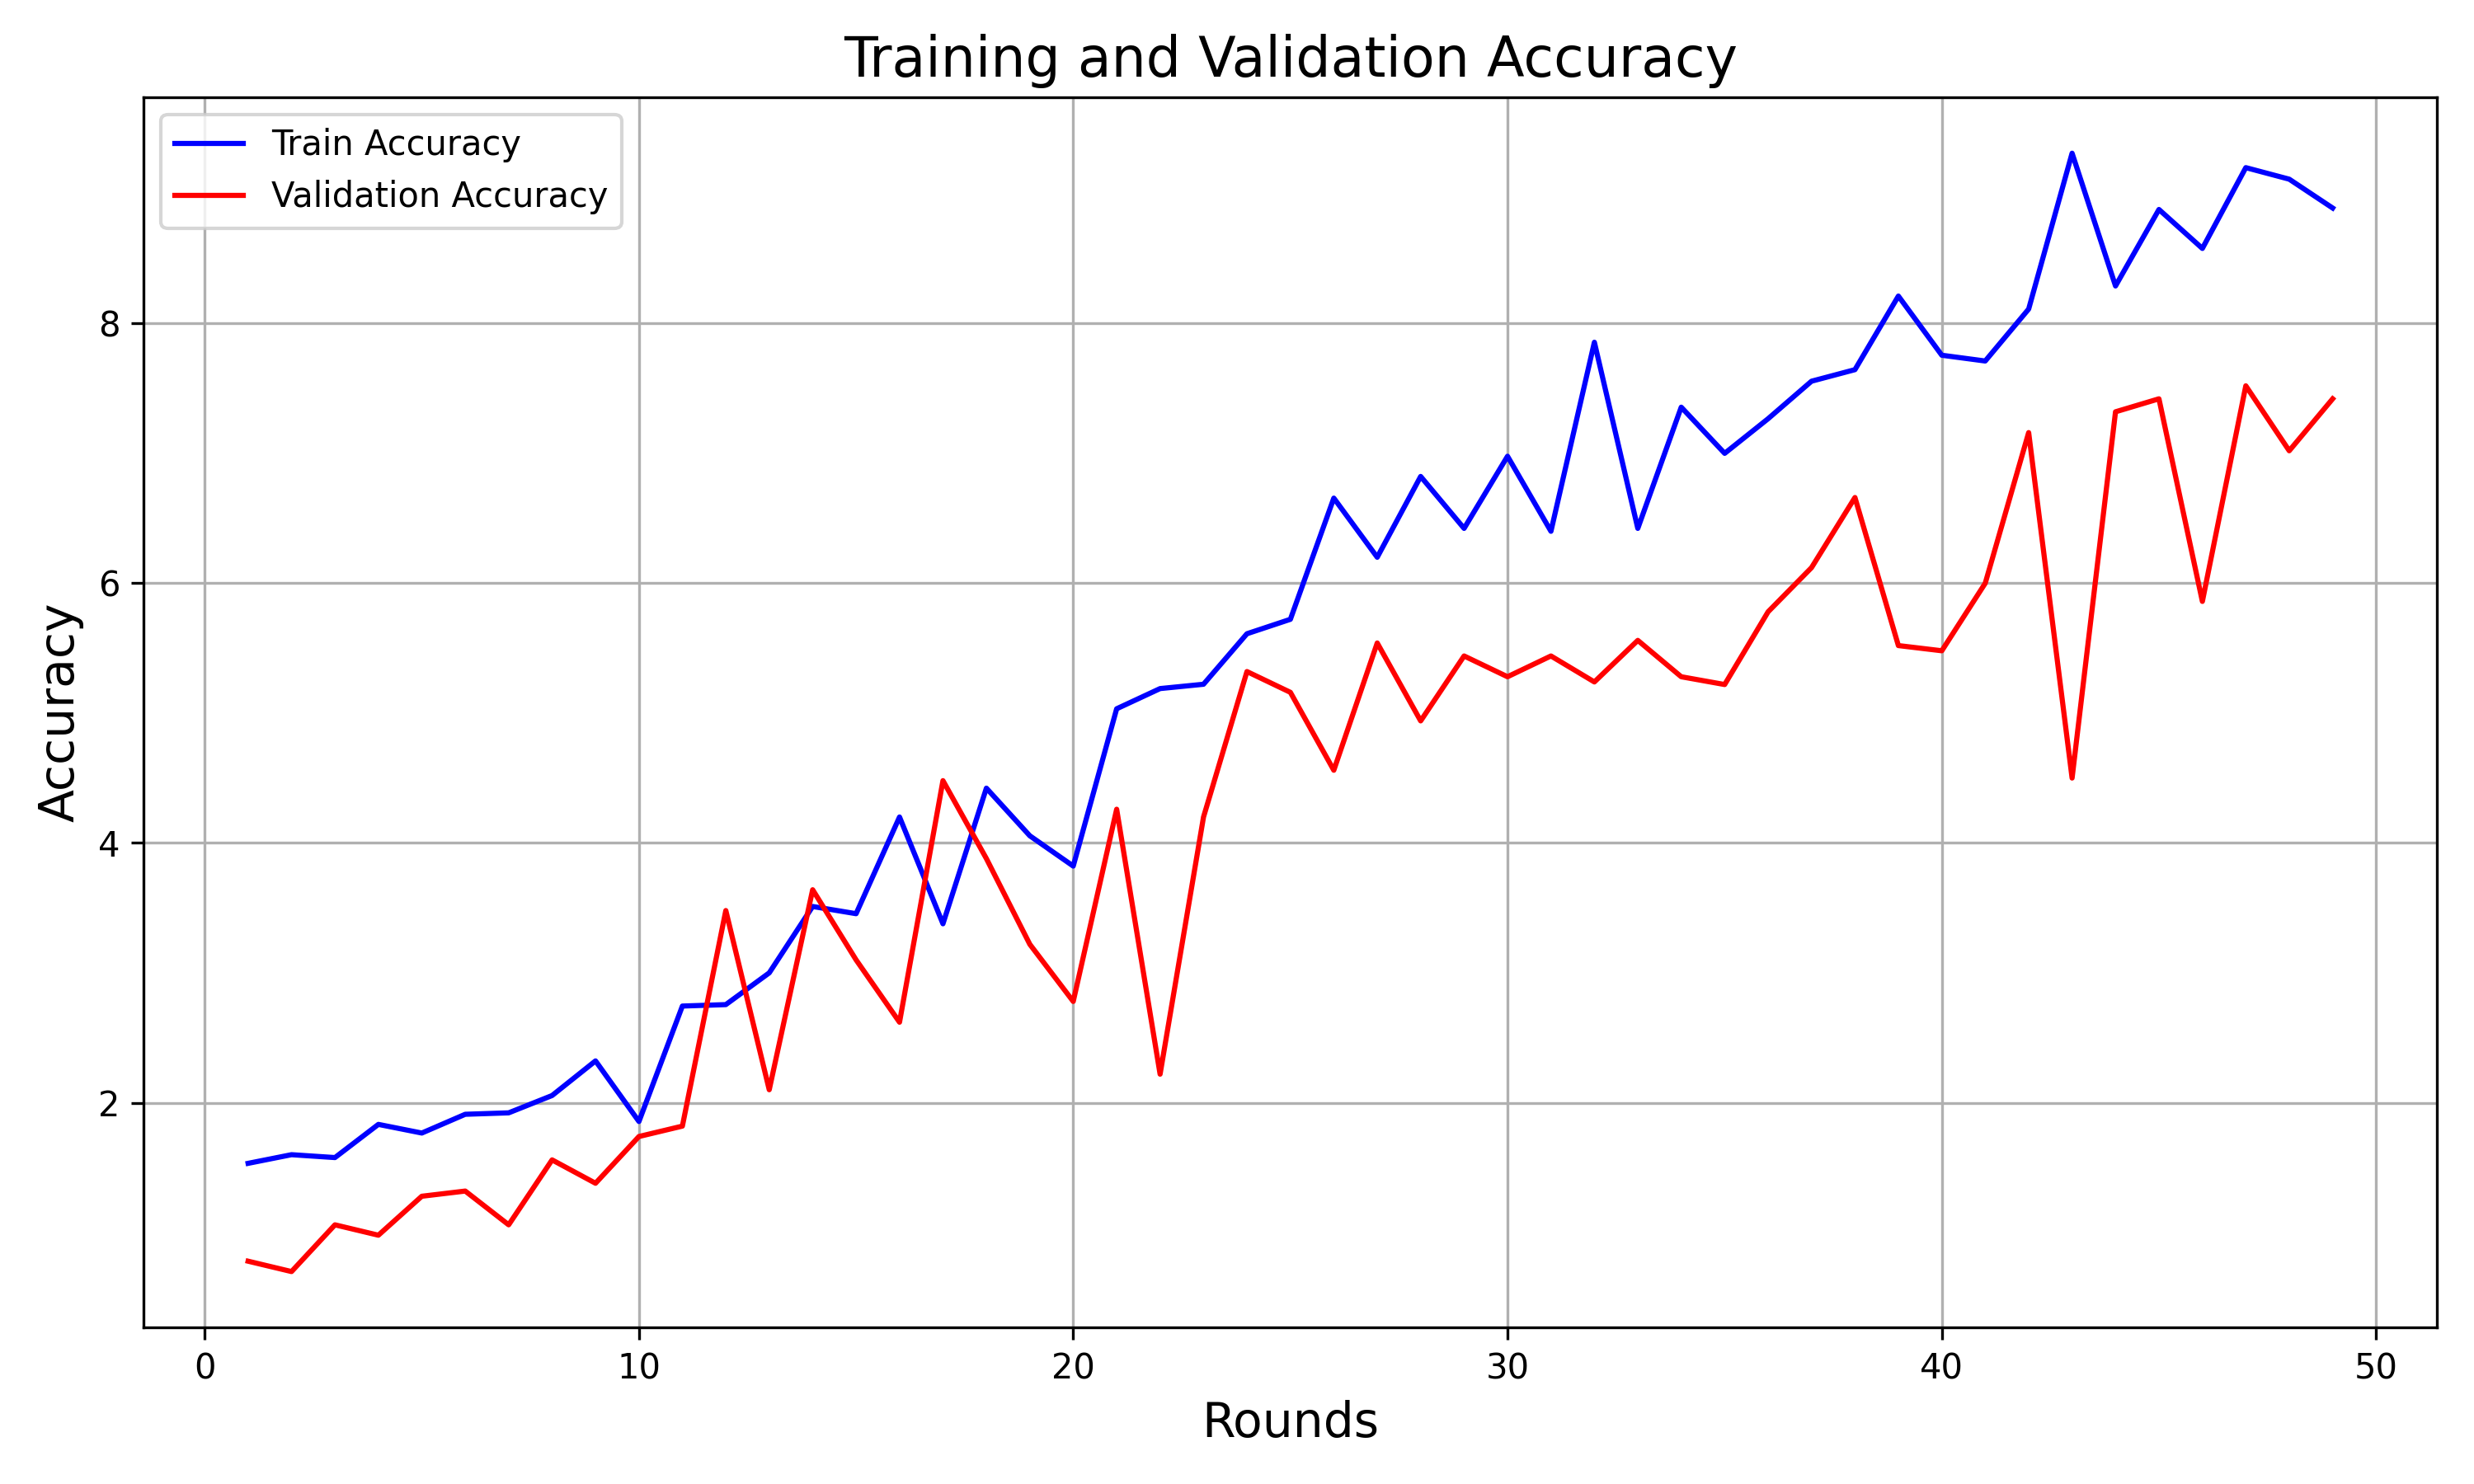 Training and Validation Accuracy
Train Accuracy
Validation Accuracy
8
6
4
2
Accuracy
0 10 20 30 40 50
Rounds